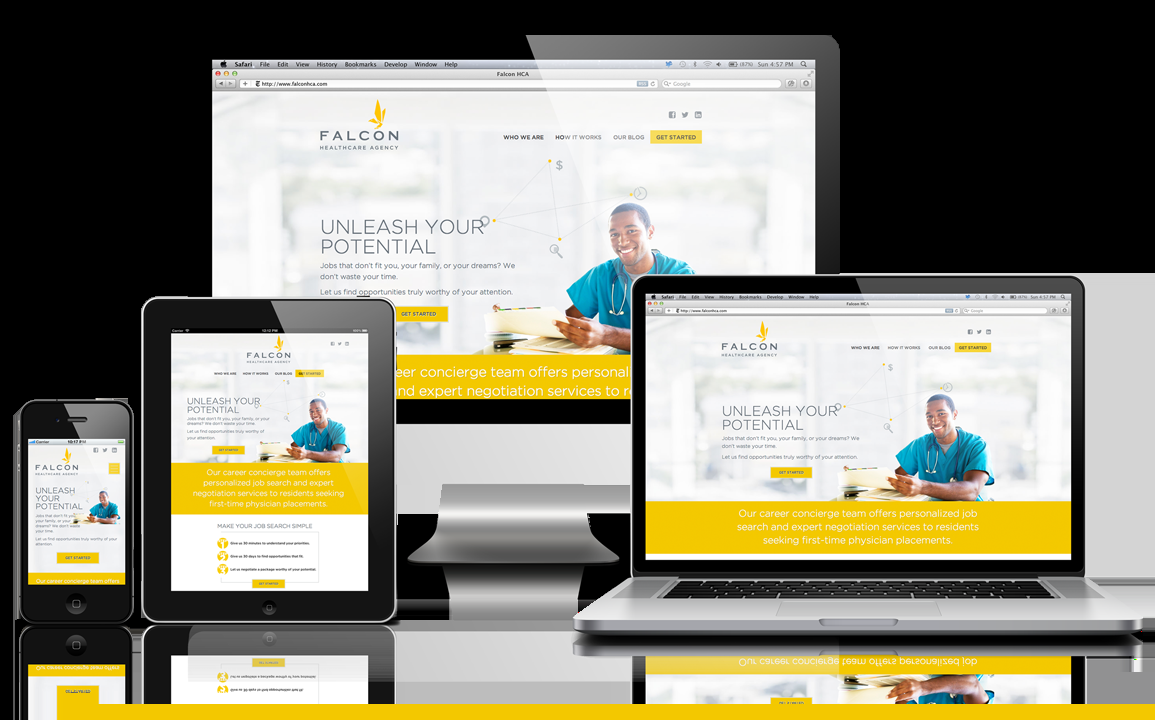 Safari File Edit View History Bookmarks Develop Window Help
(87%) Sun 4:57 PM
Falcon HCA
http://www.falconhca.com
Google
FALCON
HEALTHCARE AGENCY
WHO WE ARE HOW IT WORKS OUR BLOG GET STARTED
$
UNLEASH YOUR
POTENTIAL
Jobs that don't fit you, your family, or your dreams? We
don't waste your time.
Let us find opportunities truly worthy of your attention.
GET STARTED
eer concierge team offers personali
nd expert negotiation services to r
Safari File Edit View History Bookmarks Develop Window Help
(87%) Sun 4:57 PM
Falcon HCA
http://www.falconhca.com
Google
FALCON
HEALTHCARE AGENCY
WHO WE ARE HOW IT WORKS OUR BLOG GET STARTED
$
UNLEASH YOUR
POTENTIAL
Jobs that don't fit you, your family, or your dreams? We
don't waste your time.
Let us find opportunities truly worthy of your attention.
GET STARTED
Our career concierge team offers personalized job
search and expert negotiation services to residents
seeking first-time physician placements.
Carrier 10:12 PM
FALCON
HEALTHCARE AGENCY
WHO WE ARE HOW IT WORKS OUR BLOG GET STARTED
$
UNLEASH YOUR
POTENTIAL
Jobs that don't fit you, your family, or your
dreams? We don't waste your time.
Let us find opportunities truly worthy of
your attention.
GET STARTED
Our career concierge team offers
personalized job search and expert
negotiation services to residents seeking
first-time physician placements.
MAKE YOUR JOB SEARCH SIMPLE
1 Give us 30 minutes to understand your priorities.
2 Give us 30 days to find opportunities that fit.
3 Let us negotiate a package worthy of your potential.
GET STARTED
Carrier 10:17 PM
FALCON
HEALTHCARE AGENCY
UNLEASH
YOUR
POTENTIAL
Jobs that don't fit you,
your family, or your
dreams? We don't waste
your time.
Let us find opportunities truly worthy of your
attention.
GET STARTED
Our career concierge team offers